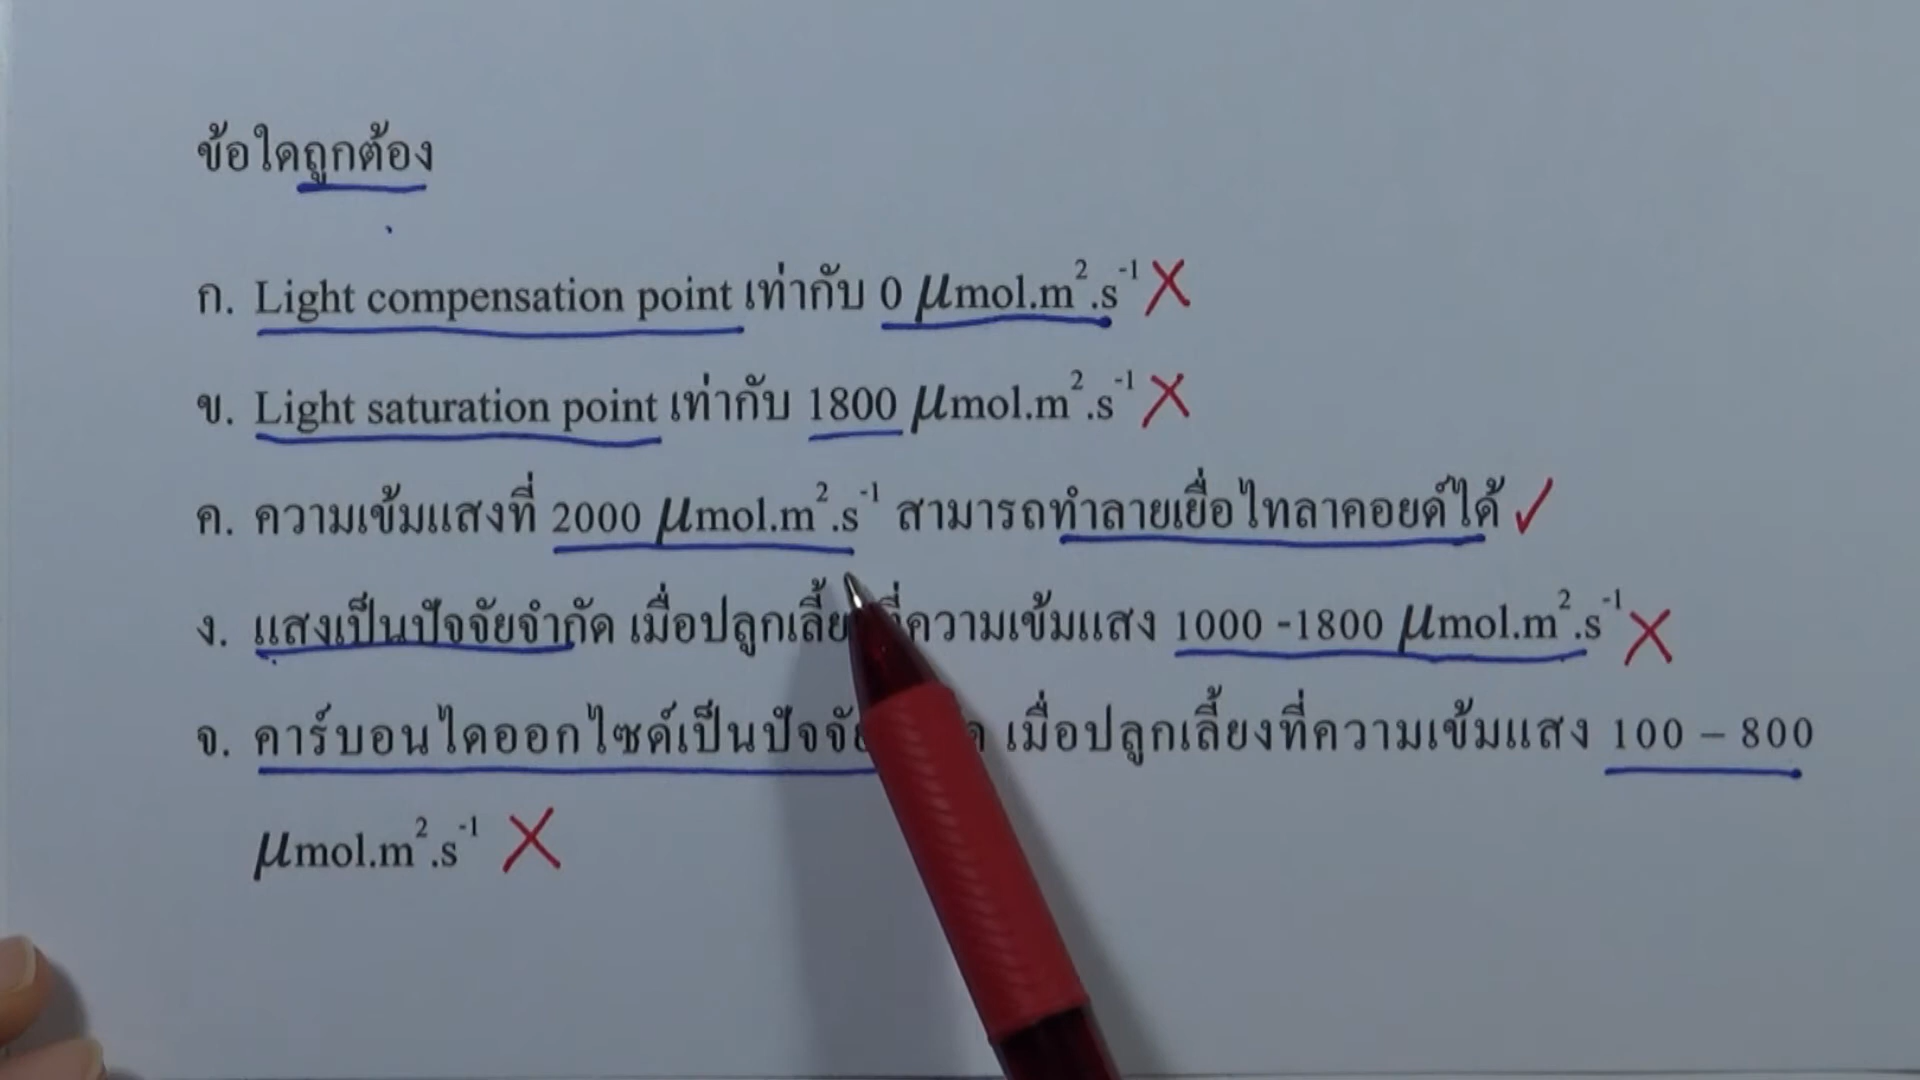 ข้อใดถูกต้อง
ก. Light compensation point เท่ากับ 0 μmol.m².s⁻¹
ข. Light saturation point เท่ากับ 1800 μmol.m².s⁻¹
ค. ความเข้มแสงที่ 2000 μmol.m².s⁻¹ สามารถทำลายเยื่อไทลาคอยด์ได้ ✓
ง. แสงเป็นปัจจัยจำกัด เมื่อปลูกเลี้ยงที่ความเข้มแสง 1000 -1800 μmol.m².s⁻¹
จ. คาร์บอนไดออกไซด์เป็น เมื่อปลูกเลี้ยงที่ความเข้มแสง 100 – 800
μmol.m².s⁻¹